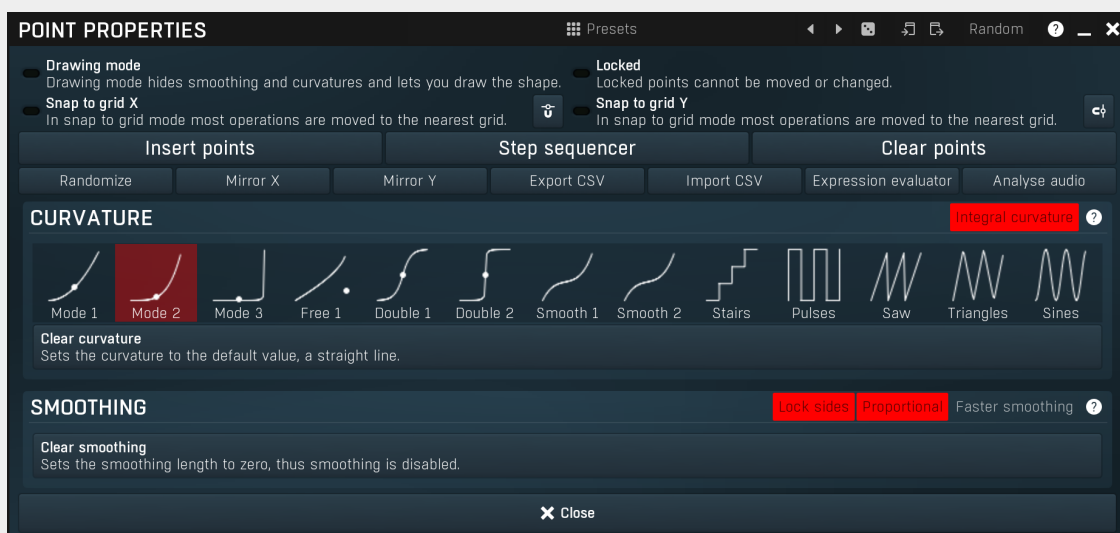 POINT PROPERTIES Presets Random ?
Drawing mode
Drawing mode hides smoothing and curvatures and lets you draw the shape.
Locked
Locked points cannot be moved or changed.
Snap to grid X
In snap to grid mode most operations are moved to the nearest grid.
Snap to grid Y
In snap to grid mode most operations are moved to the nearest grid.
Insert points Step sequencer Clear points
Randomize Mirror X Mirror Y Export CSV Import CSV Expression evaluator Analyse audio
CURVATURE Integral curvature ?
Mode 1 Mode 2 Mode 3 Free 1 Double 1 Double 2 Smooth 1 Smooth 2 Stairs Pulses Saw Triangles Sines
Clear curvature
Sets the curvature to the default value, a straight line.
SMOOTHING Lock sides Proportional Faster smoothing ?
Clear smoothing
Sets the smoothing length to zero, thus smoothing is disabled.
Close